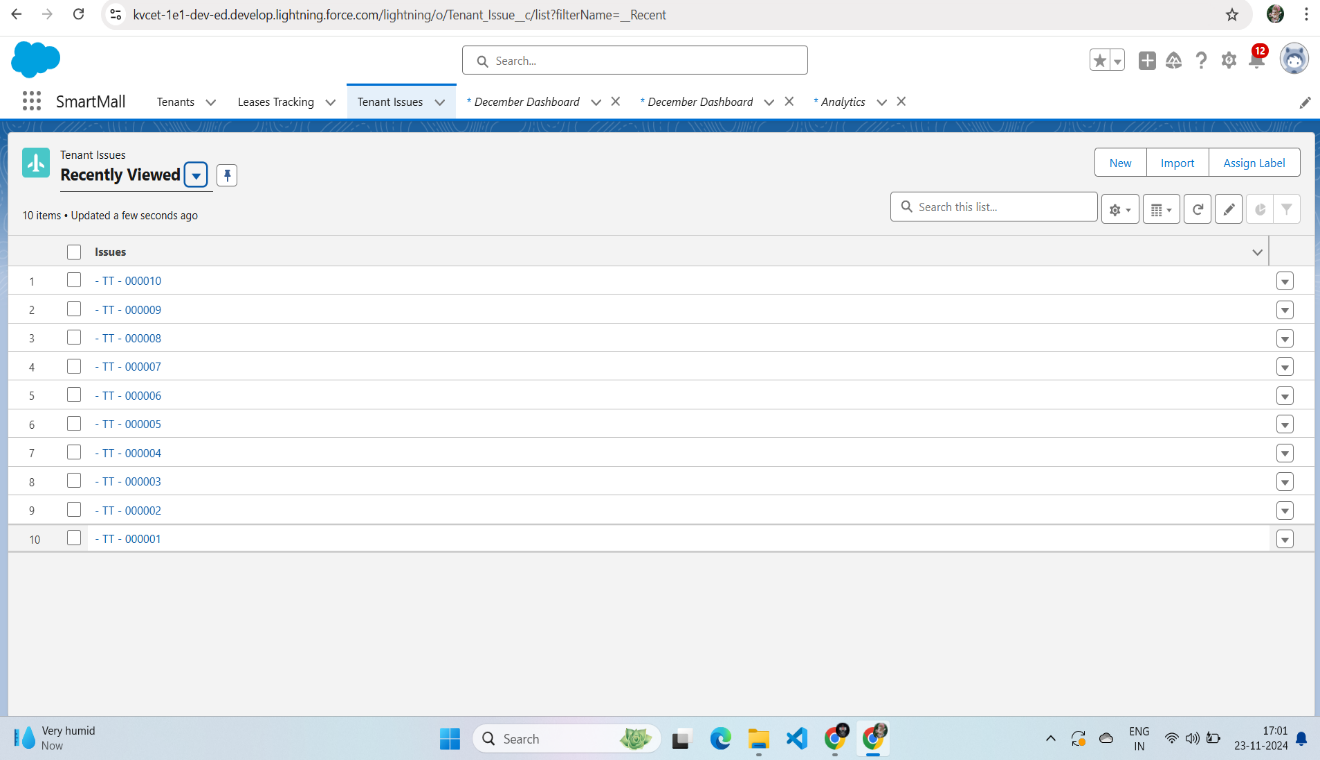 kvcet-1e1-dev-ed.develop.lightning.force.com/lightning/o/Tenant_Issue__c/list?filterName=__Recent
Search...
12
SmartMall
Tenants
Leases Tracking
Tenant Issues
* December Dashboard
* December Dashboard
* Analytics
Tenant Issues
Recently Viewed
New
Import
Assign Label
10 items • Updated a few seconds ago
Search this list...
Issues
1 - TT - 000010
2 - TT - 000009
3 - TT - 000008
4 - TT - 000007
5 - TT - 000006
6 - TT - 000005
7 - TT - 000004
8 - TT - 000003
9 - TT - 000002
10 - TT - 000001
Very humid
Now
Search
ENG
IN
17:01
23-11-2024